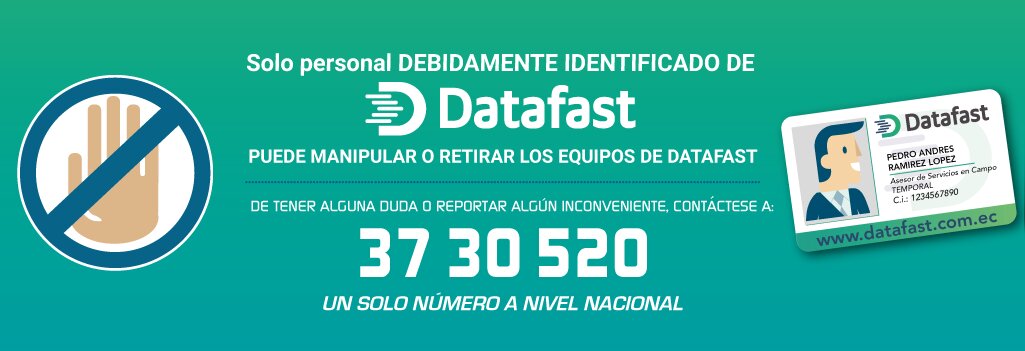 Solo personal DEBIDAMENTE IDENTIFICADO DE
Datafast
PUEDE MANIPULAR O RETIRAR LOS EQUIPOS DE DATAFAST
DE TENER ALGUNA DUDA O REPORTAR ALGÚN INCONVENIENTE, CONTÁCTESE A:
37 30 520
UN SOLO NÚMERO A NIVEL NACIONAL
Datafast
PEDRO ANDRES
RAMIREZ LOPEZ
Asesor de Servicios en Campo
TEMPORAL
C.i.: 1234567890
www.datafast.com.ec